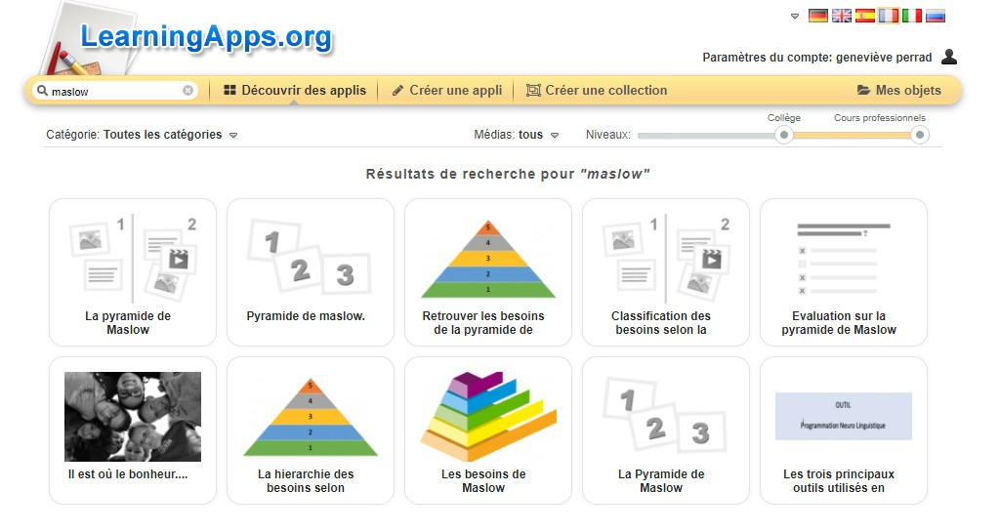 LearningApps.org
Paramètres du compte: geneviève perrad
maslow
Découvrir des applis
Créer une appli
Créer une collection
Mes objets
Catégorie: Toutes les catégories
Médias: tous
Niveaux:
Collège
Cours professionnels
Résultats de recherche pour "maslow"
1 2
La pyramide de
Maslow
1
2
3
Pyramide de maslow.
5
4
3
2
1
Retrouver les besoins
de la pyramide de
1 2
Classification des
besoins selon la
?
Evaluation sur la
pyramide de Maslow
Il est où le bonheur....
5
4
3
2
1
La hierarchie des
besoins selon
Les besoins de
Maslow
1
2
3
La Pyramide de
Maslow
OUTIL
Programmation Neuro Linguistique
Les trois principaux
outils utilisés en